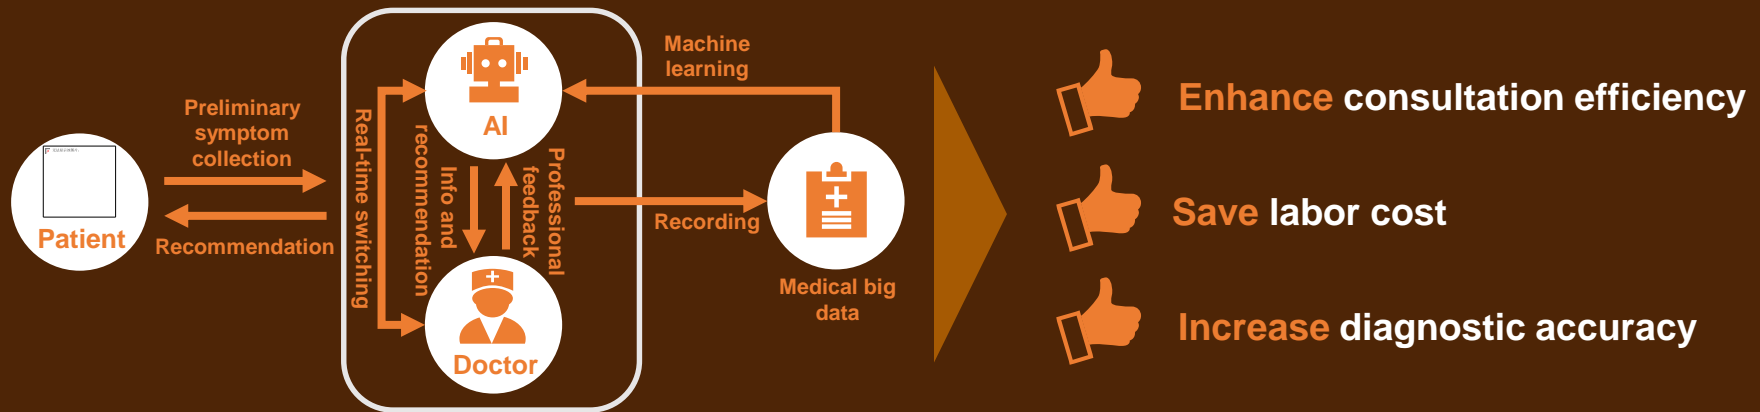 Patient
Preliminary
symptom
collection
Recommendation
Real-time switching
AI
Info and
recommendation
Professional
feedback
Doctor
Machine
learning
Recording
Medical big
data
Enhance consultation efficiency
Save labor cost
Increase diagnostic accuracy